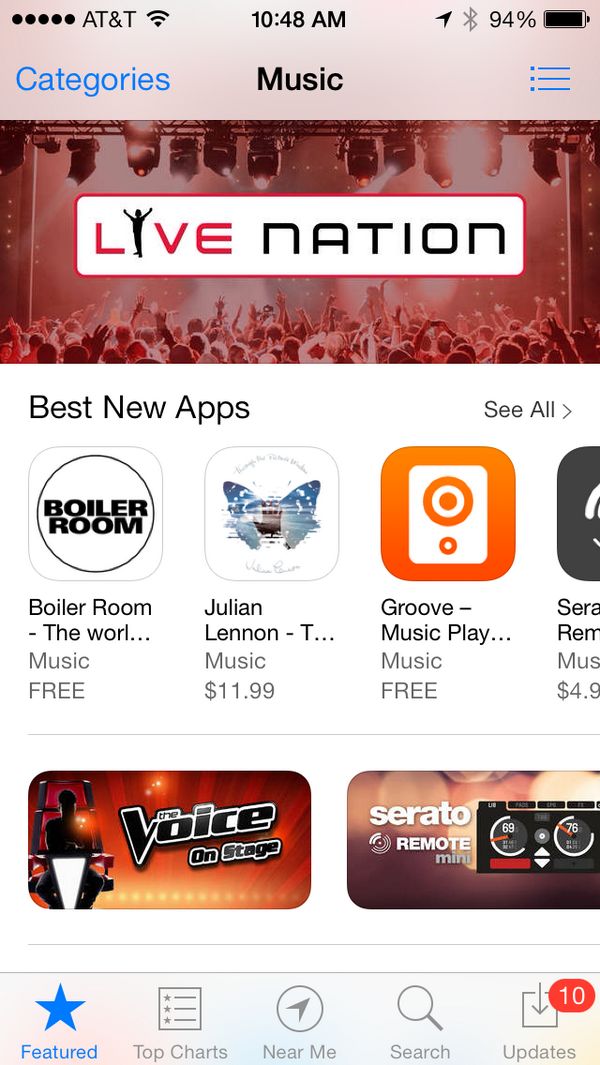 AT&T 10:48 AM 94%
Categories Music
LIVE NATION
Best New Apps See All >
BOILER
ROOM
Boiler Room
- The worl...
Music
FREE
Julian
Lennon - T...
Music
$11.99
Groove –
Music Play...
Music
FREE
Sera
Rem
Mus
$4.9
the
Voice
On Stage
serato
REMOTE
mini
69
76
Featured Top Charts Near Me Search Updates
10